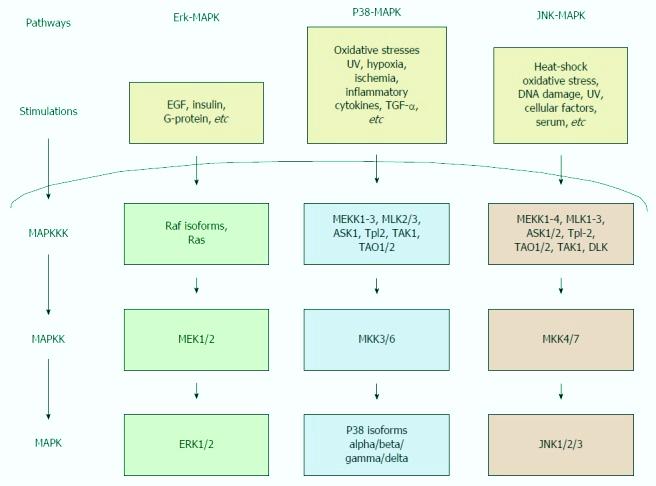 Pathways
Erk-MAPK
P38-MAPK
JNK-MAPK
Stimulations
EGF, insulin,
G-protein, etc
Oxidative stresses
UV, hypoxia,
ischemia,
inflammatory
cytokines, TGF-α,
etc
Heat-shock
oxidative stress,
DNA damage, UV,
cellular factors,
serum, etc
MAPKKK
Raf isoforms,
Ras
MEKK1-3, MLK2/3,
ASK1, Tpl2, TAK1,
TAO1/2
MEKK1-4, MLK1-3,
ASK1/2, Tpl-2,
TAO1/2, TAK1, DLK
MAPKK
MEK1/2
MKK3/6
MKK4/7
MAPK
ERK1/2
P38 isoforms
alpha/beta/
gamma/delta
JNK1/2/3